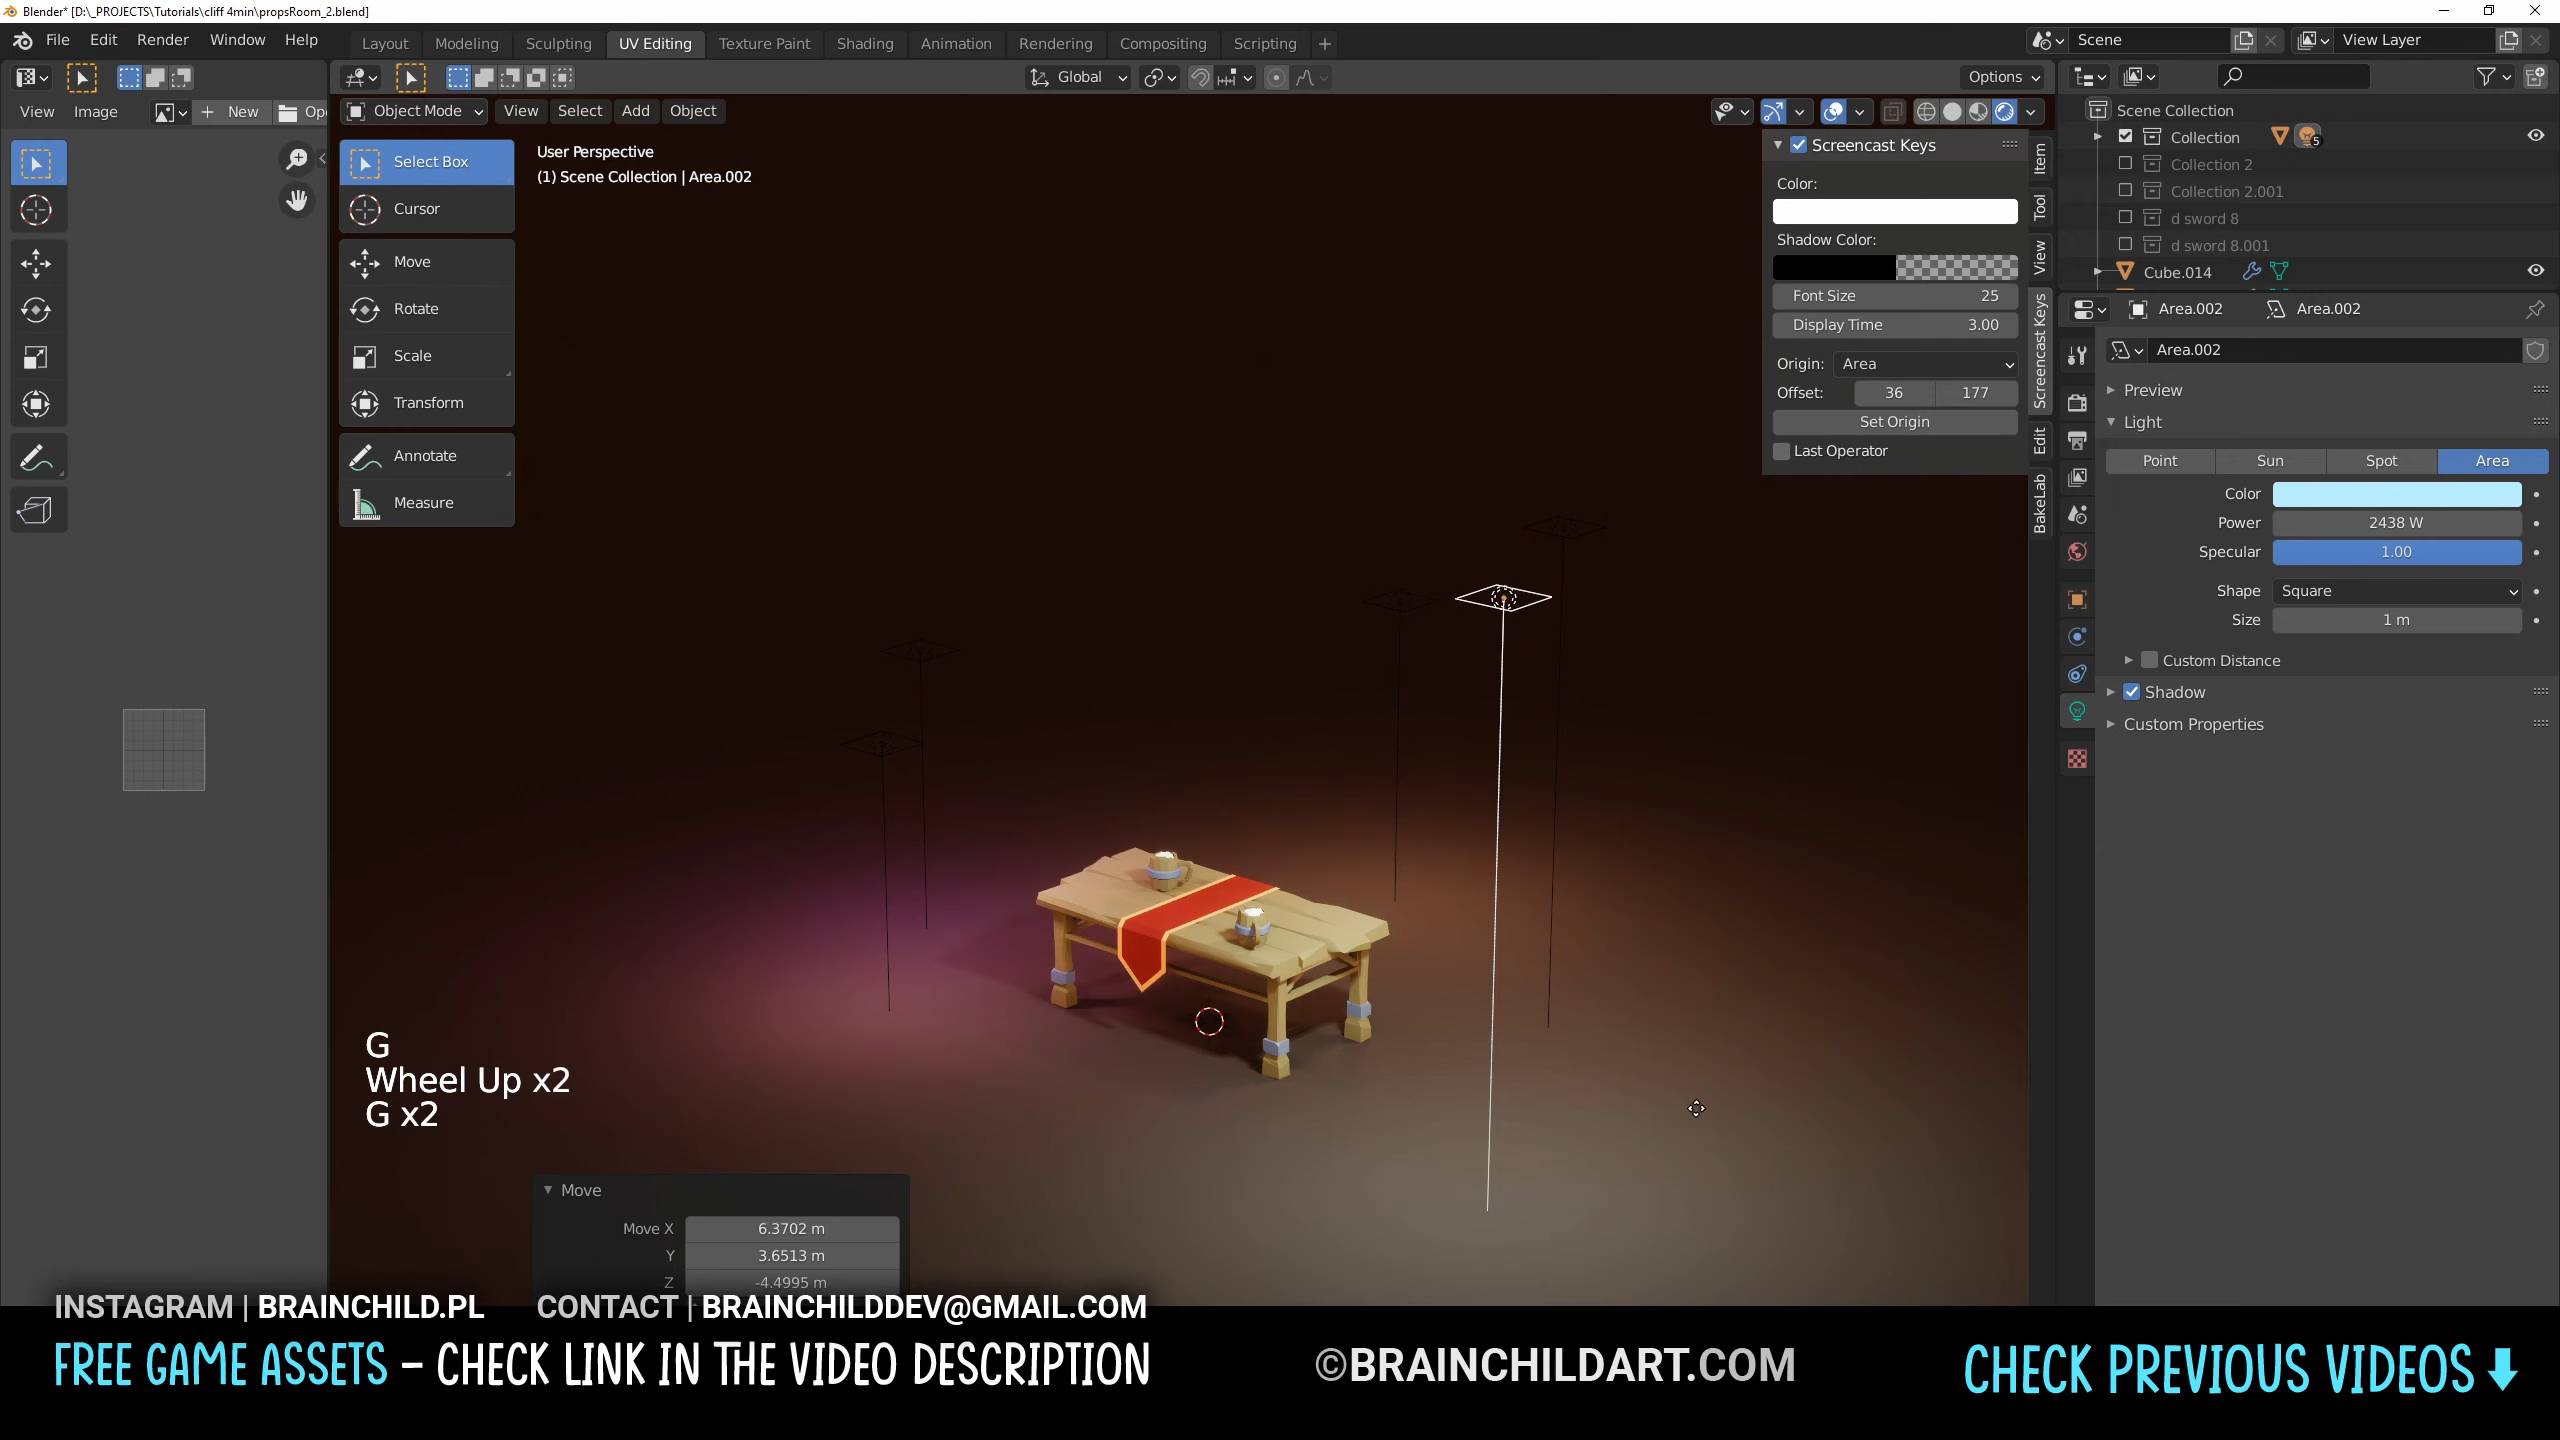 Blender* [D:\_PROJECTS\Tutorials\cliff 4min\propsRoom_2.blend]
File Edit Render Window Help Layout Modeling Sculpting UV Editing Texture Paint Shading Animation Rendering Compositing Scripting + Scene View Layer
Global Options
View Image + New Op Object Mode View Select Add Object
Select Box
Cursor
Move
Rotate
Scale
Transform
Annotate
Measure
User Perspective
(1) Scene Collection | Area.002
Screencast Keys
Color:
Shadow Color:
Font Size 25
Display Time 3.00
Origin: Area
Offset: 36 177
Set Origin
Last Operator
Item
Tool
View
Screencast Keys
Edit
BakeLab
Scene Collection
Collection 5
Collection 2
Collection 2.001
d sword 8
d sword 8.001
Cube.014
Area.002 Area.002
Area.002
Preview
Light
Point Sun Spot Area
Color
Power 2438 W
Specular 1.00
Shape Square
Size 1 m
Custom Distance
Shadow
Custom Properties
G
Wheel Up x2
G x2
Move
Move X 6.3702 m
Y 3.6513 m
Z -4.4995 m
INSTAGRAM | BRAINCHILD.PL CONTACT | BRAINCHILDDEV@GMAIL.COM
FREE GAME ASSETS – CHECK LINK IN THE VIDEO DESCRIPTION
©BRAINCHILDART.COM
CHECK PREVIOUS VIDEOS